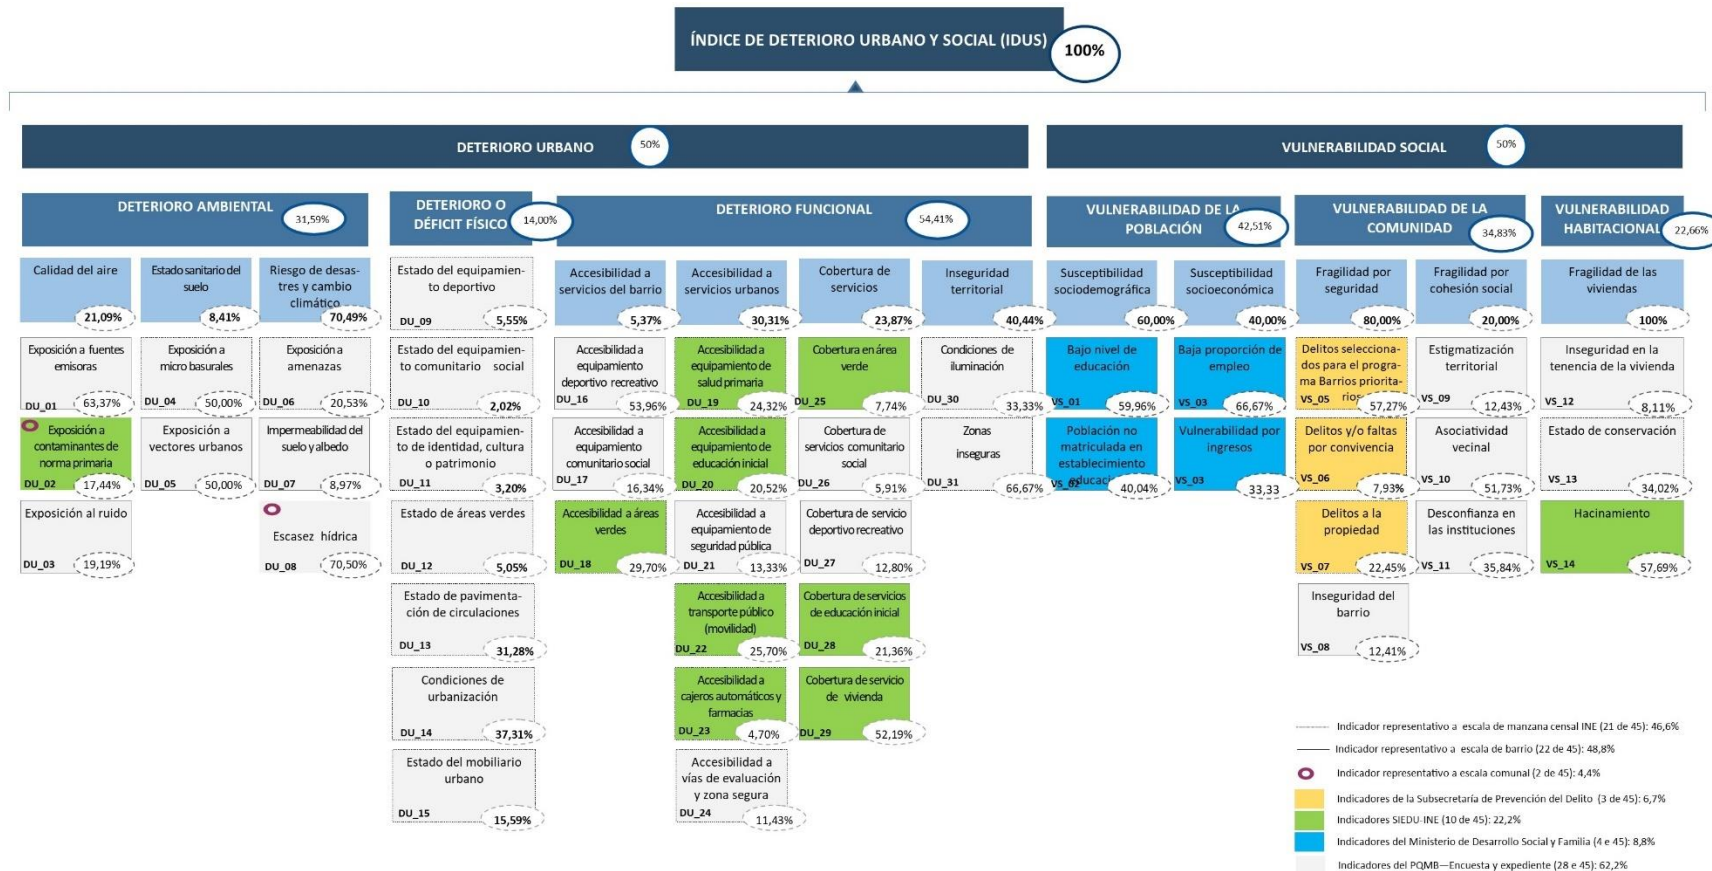 ÍNDICE DE DETERIORO URBANO Y SOCIAL (IDUS)
100%
DETERIORO URBANO
50%
VULNERABILIDAD SOCIAL
50%
DETERIORO AMBIENTAL
31,59%
DETERIORO O
DÉFICIT FÍSICO
14,00%
DETERIORO FUNCIONAL
54,41%
VULNERABILIDAD DE LA
POBLACIÓN
42,51%
VULNERABILIDAD DE LA
COMUNIDAD
34,83%
VULNERABILIDAD
HABITACIONAL
22,66%
Calidad del aire
21,09%
Exposición a fuentes
emisoras
DU_01
63,37%
Exposición a
contaminantes de
norma primaria
DU_02
17,44%
Exposición al ruido
DU_03
19,19%
Estado sanitario del
suelo
8,41%
Exposición a
micro basurales
DU_04
50,00%
Exposición a
vectores urbanos
DU_05
50,00%
Riesgo de desas-
tres y cambio
climático
70,49%
Exposición a
amenazas
DU_06
20,53%
Impermeabilidad del
suelo y albedo
DU_07
8,97%
Escasez hídrica
DU_08
70,50%
Estado del equipamien-
to deportivo
DU_09
5,55%
Estado del equipamien-
to comunitario social
DU_10
2,02%
Estado del equipamien-
to de identidad, cultura
o patrimonio
DU_11
3,20%
Estado de áreas verdes
DU_12
5,05%
Estado de pavimenta-
ción de circulaciones
DU_13
31,28%
Condiciones de
urbanización
DU_14
37,31%
Estado del mobiliario
urbano
DU_15
15,59%
Accesibilidad a
servicios del barrio
5,37%
Accesibilidad a
equipamiento
deportivo recreativo
DU_16
53,96%
Accesibilidad a
equipamiento
comunitario social
DU_17
16,34%
Accesibilidad a áreas
verdes
DU_18
29,70%
Accesibilidad a
servicios urbanos
30,31%
Accesibilidad a
equipamiento de
salud primaria
DU_19
24,32%
Accesibilidad a
equipamiento de
educación inicial
DU_20
20,52%
Accesibilidad a
equipamiento de
seguridad pública
DU_21
13,33%
Accesibilidad a
transporte público
(movilidad)
DU_22
25,70%
Accesibilidad a
cajeros automáticos y
farmacias
DU_23
4,70%
Accesibilidad a
vías de evaluación
y zona segura
DU_24
11,43%
Cobertura de
servicios
23,87%
Cobertura en área
verde
DU_25
7,74%
Cobertura de
servicios comunitario
social
DU_26
5,91%
Cobertura de servicio
deportivo recreativo
DU_27
12,80%
Cobertura de servicios
de educación inicial
DU_28
21,36%
Cobertura de servicio
de vivienda
DU_29
52,19%
Inseguridad
territorial
40,44%
Condiciones de
iluminación
DU_30
33,33%
Zonas
inseguras
DU_31
66,67%
Susceptibilidad
sociodemográfica
60,00%
Bajo nivel de
educación
VS_01
59,96%
Población no
matriculada en
establecimiento
VS_02
40,04%
Susceptibilidad
socioeconómica
40,00%
Baja proporción de
empleo
VS_03
66,67%
Vulnerabilidad por
ingresos
VS_03
33,33
Fragilidad por
seguridad
80,00%
Delitos selecciona-
dos para el progra-
ma Barrios priorita-
rios
VS_05
57,27%
Delitos y/o faltas
por convivencia
VS_06
7,93%
Delitos a la
propiedad
VS_07
22,45%
Inseguridad del
barrio
VS_08
12,41%
Fragilidad por
cohesión social
20,00%
Estigmatización
territorial
VS_09
12,43%
Asociatividad
vecinal
VS_10
51,73%
Desconfianza en
las instituciones
VS_11
35,84%
Fragilidad de las
viviendas
100%
Inseguridad en la
tenencia de la vivienda
VS_12
8,11%
Estado de conservación
VS_13
34,02%
Hacinamiento
VS_14
57,69%
Indicador representativo a escala de manzana censal INE (21 de 45): 46,6%
Indicador representativo a escala de barrio (22 de 45): 48,8%
Indicador representativo a escala comunal (2 de 45): 4,4%
Indicadores de la Subsecretaría de Prevención del Delito (3 de 45): 6,7%
Indicadores SIEDU-INE (10 de 45): 22,2%
Indicadores del Ministerio de Desarrollo Social y Familia (4 e 45): 8,8%
Indicadores del PQMB—Encuesta y expediente (28 e 45): 62,2%